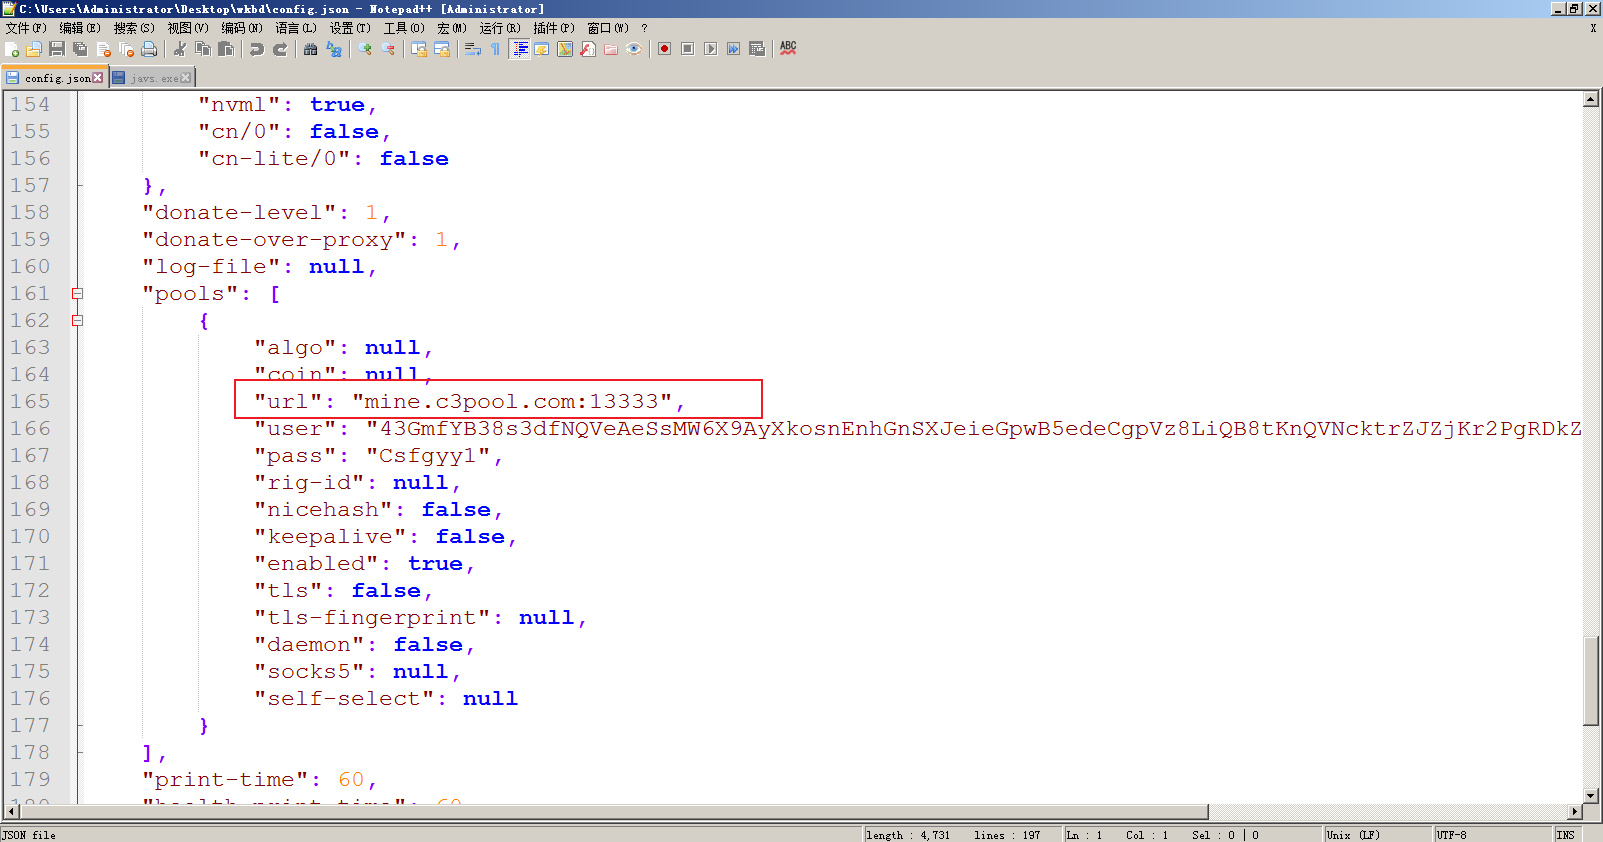 C:\Users\Administrator\Desktop\wkbd\config.json - Notepad++ [Administrator]
文件(F) 编辑(E) 搜索(S) 视图(V) 编码(N) 语言(L) 设置(T) 工具(O) 宏(M) 运行(R) 插件(P) 窗口(W) ?
X
ABC
config.json javs.exe
154 "nvml": true,
155 "cn/0": false,
156 "cn-lite/0": false
157 },
158 "donate-level": 1,
159 "donate-over-proxy": 1,
160 "log-file": null,
161 "pools": [
162 {
163 "algo": null,
164 "coin": null,
165 "url": "mine.c3pool.com:13333",
166 "user": "43GmfYB38s3dfNQVeAeSsMW6X9AyXkosnEnhGnSXJeieGpwB5edeCgpVz8LiQB8tKnQVNcktrZJZjKr2PgRDkZ
167 "pass": "Csfgyy1",
168 "rig-id": null,
169 "nicehash": false,
170 "keepalive": false,
171 "enabled": true,
172 "tls": false,
173 "tls-fingerprint": null,
174 "daemon": false,
175 "socks5": null,
176 "self-select": null
177 }
178 ],
179 "print-time": 60,
180 "health-print-time": 60
JSON file length : 4,731 lines : 197 Ln : 1 Col : 1 Sel : 0 | 0 Unix (LF) UTF-8 INS